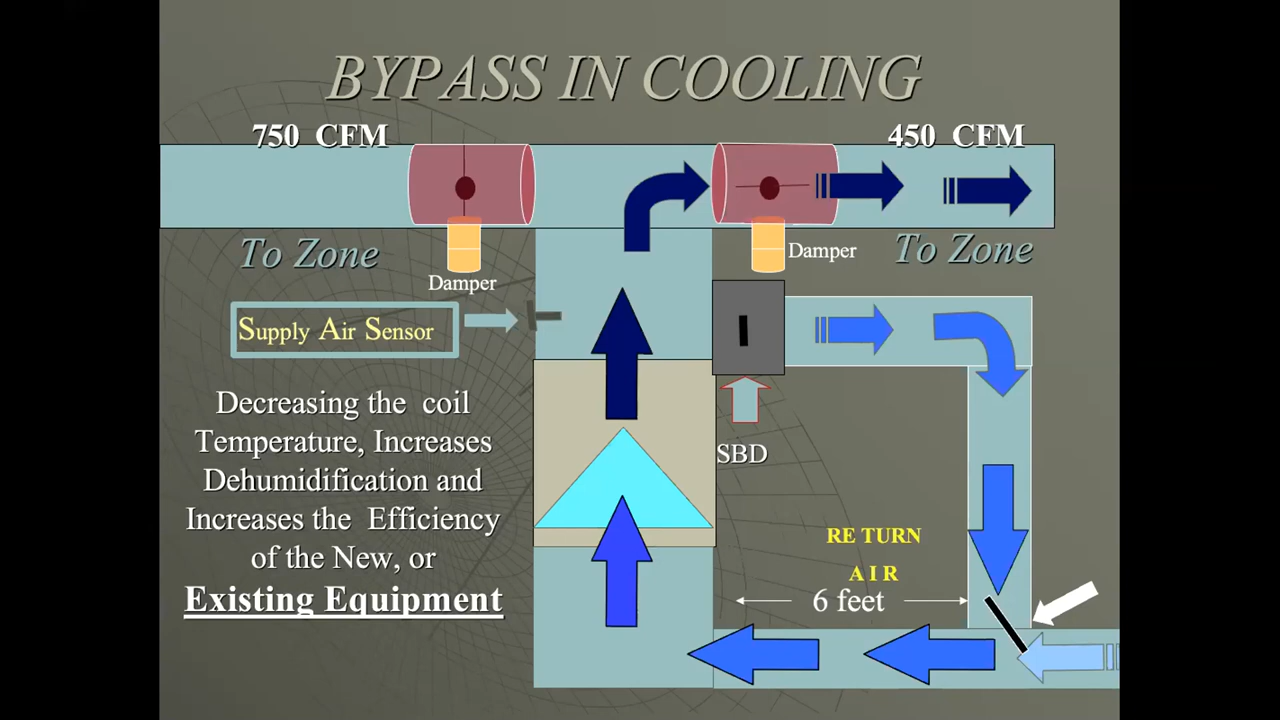 BYPASS IN COOLING
750 CFM
450 CFM
To Zone
Damper
Damper
To Zone
Supply Air Sensor
SBD
Decreasing the coil
Temperature, Increases
Dehumidification and
Increases the Efficiency
of the New, or
Existing Equipment
RE TURN
A I R
6 feet